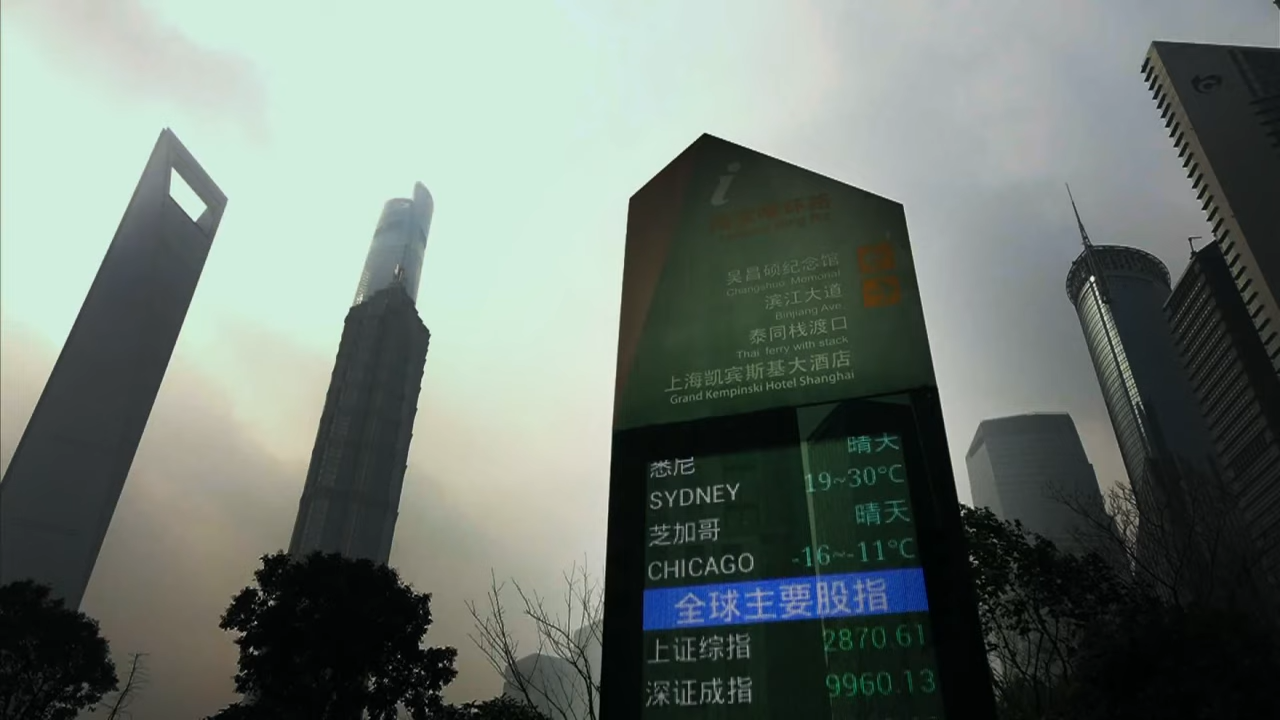 i
吴昌硕纪念馆
Changshuo Memorial
滨江大道
Binjiang Ave.
泰同栈渡口
Thai ferry with stack
上海凯宾斯基大酒店
Grand Kempinski Hotel Shanghai
悉尼 晴天
SYDNEY 19~30°C
芝加哥 晴天
CHICAGO -16~-11°C
全球主要股指
上证综指 2870.61
深证成指 9960.13